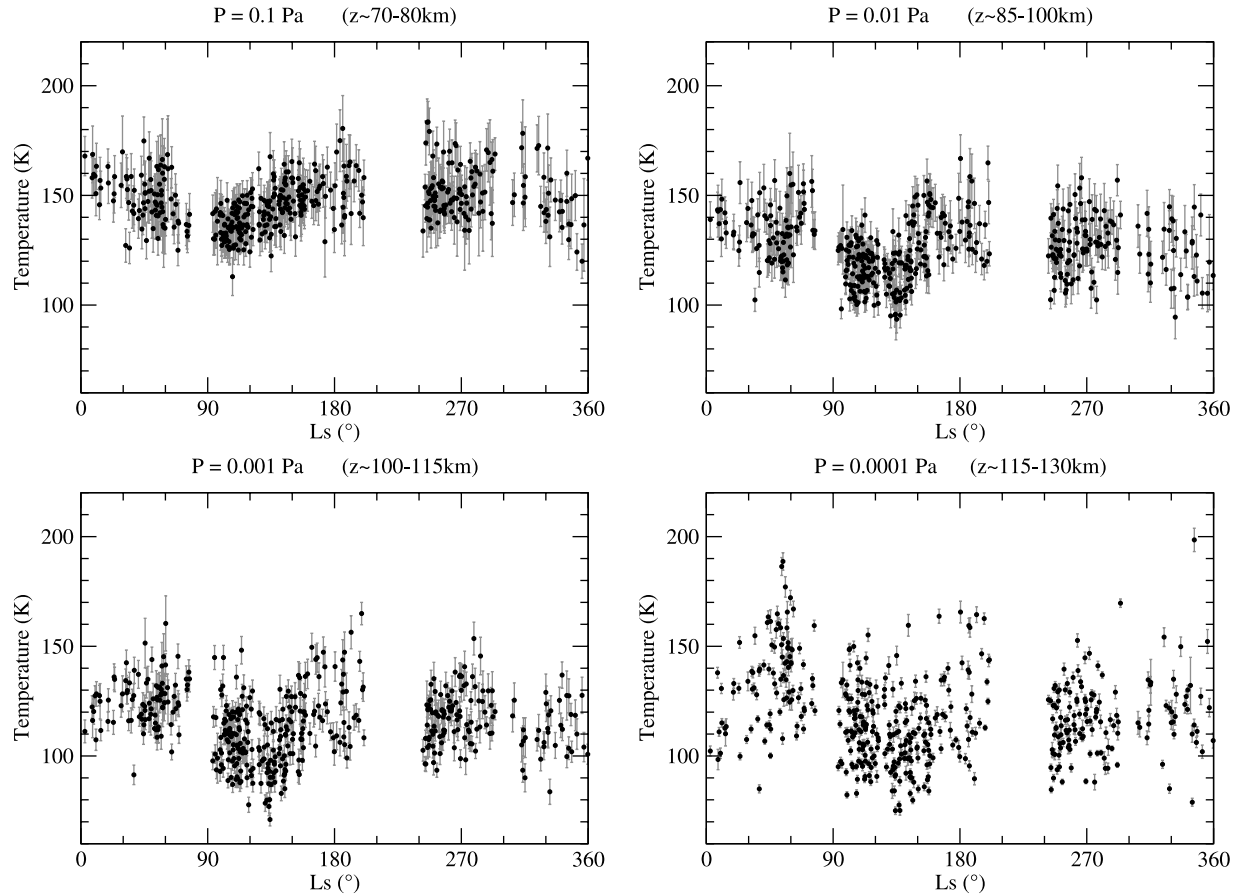 P = 0.1 Pa (z~70-80km)
200
150
100
Temperature (K)
0 90 180 270 360
Ls (°)
P = 0.01 Pa (z~85-100km)
200
150
100
Temperature (K)
0 90 180 270 360
Ls (°)
P = 0.001 Pa (z~100-115km)
200
150
100
Temperature (K)
0 90 180 270 360
Ls (°)
P = 0.0001 Pa (z~115-130km)
200
150
100
Temperature (K)
0 90 180 270 360
Ls (°)